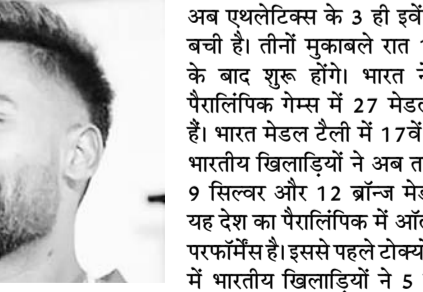 अब एथलेटिक्स के 3 ही इवें
बची है। तीनों मुकाबले रात
के बाद शुरू होंगे। भारत ने
पैरालिंपिक गेम्स में 27 मेडल
हैं। भारत मेडल टैली में 17वें
भारतीय खिलाड़ियों ने अब त
9 सिल्वर और 12 ब्रॉन्ज मेड
यह देश का पैरालिंपिक में ऑल
परफॉर्मेंस है। इससे पहले टोक्यो
में भारतीय खिलाड़ियों ने 5